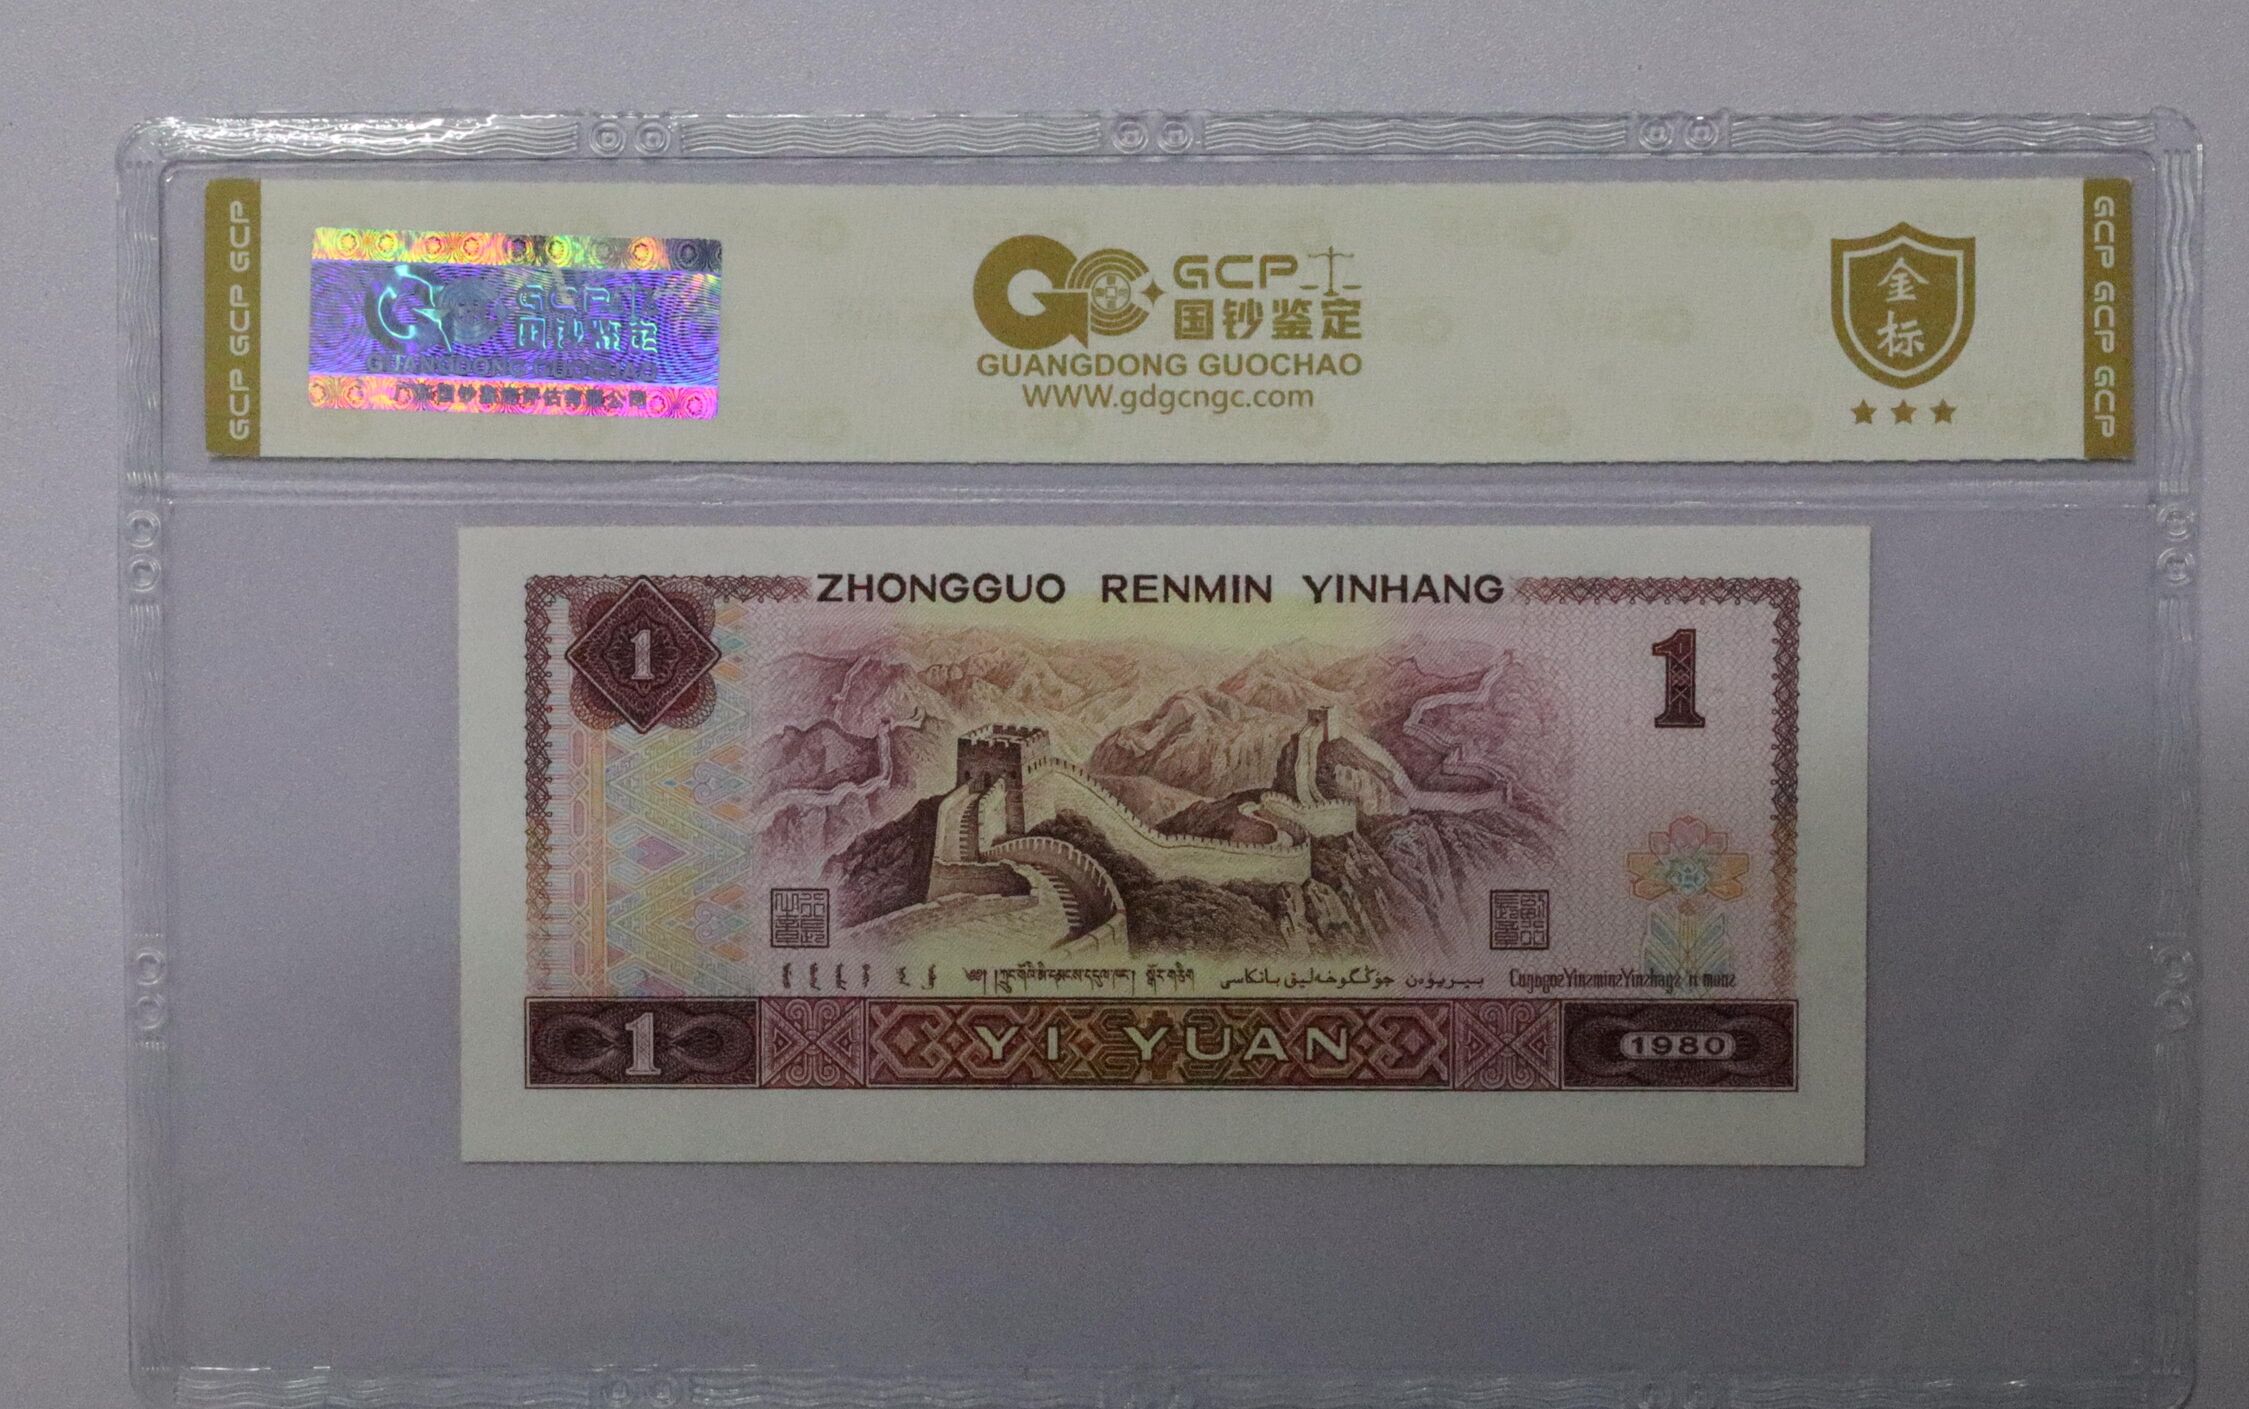 GCP GCP GCP
GCP
国钞鉴定
GUANGDONG GUOCHAO
GCP
国钞鉴定
GUANGDONG GUOCHAO
WWW.gdgcngc.com
金
标
GCP GCP GCP
ZHONGGUO RENMIN YINHANG
1
1
1
YI YUAN
1980